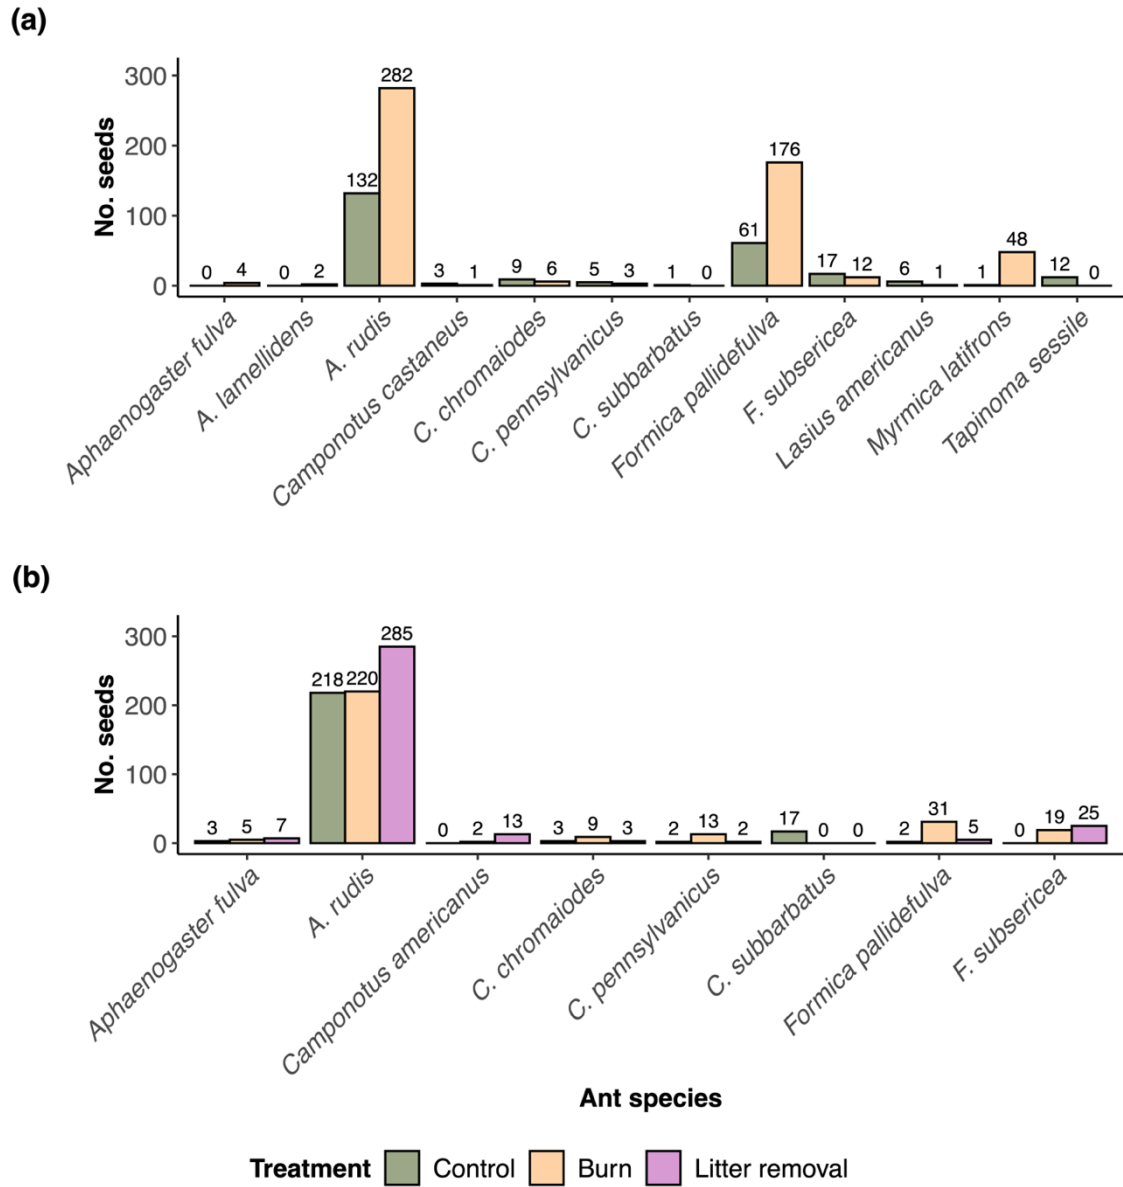 (a)
No. seeds
300
200
100
0
0 4 0 2 132 282 3 1 9 6 5 3 1 0 61 176 17 12 6 1 1 48 12 0
Aphaenogaster fulva
A. lamellidens
A. rudis
Camponotus castaneus
C. chromaiodes
C. pennsylvanicus
C. subbarbatus
Formica pallidefulva
F. subsericea
Lasius americanus
Myrmica latifrons
Tapinoma sessile
(b)
No. seeds
300
200
100
0
3 5 7 218 220 285 0 2 13 3 9 3 2 13 2 17 0 0 2 31 5 0 19 25
Aphaenogaster fulva
A. rudis
Camponotus americanus
C. chromaiodes
C. pennsylvanicus
C. subbarbatus
Formica pallidefulva
F. subsericea
Ant species
Treatment Control Burn Litter removal